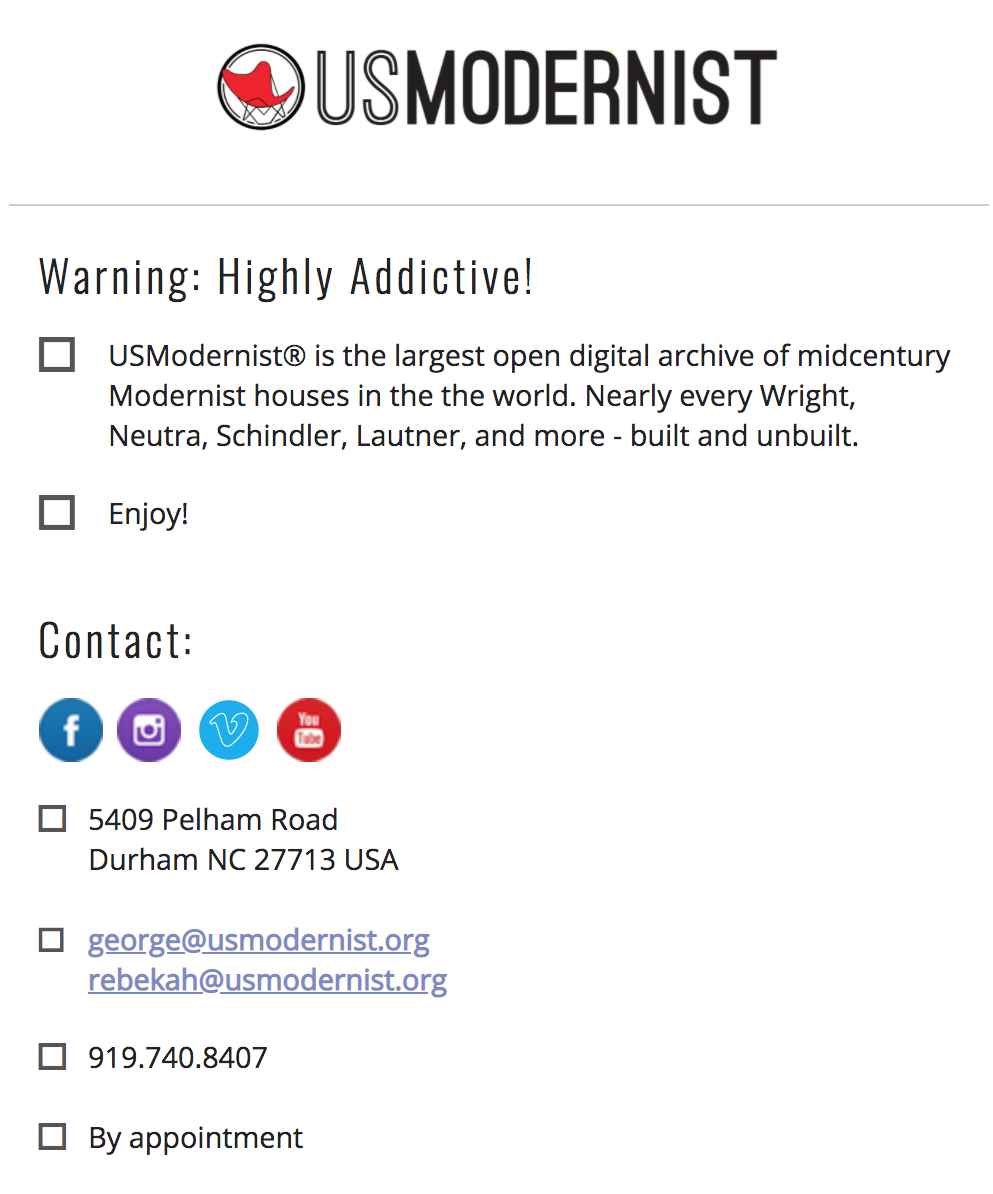 USMODERNIST
Warning: Highly Addictive!
USModernist® is the largest open digital archive of midcentury
Modernist houses in the the world. Nearly every Wright,
Neutra, Schindler, Lautner, and more - built and unbuilt.
Enjoy!
Contact:
f
V
You
Tube
5409 Pelham Road
Durham NC 27713 USA
george@usmodernist.org
rebekah@usmodernist.org
919.740.8407
By appointment